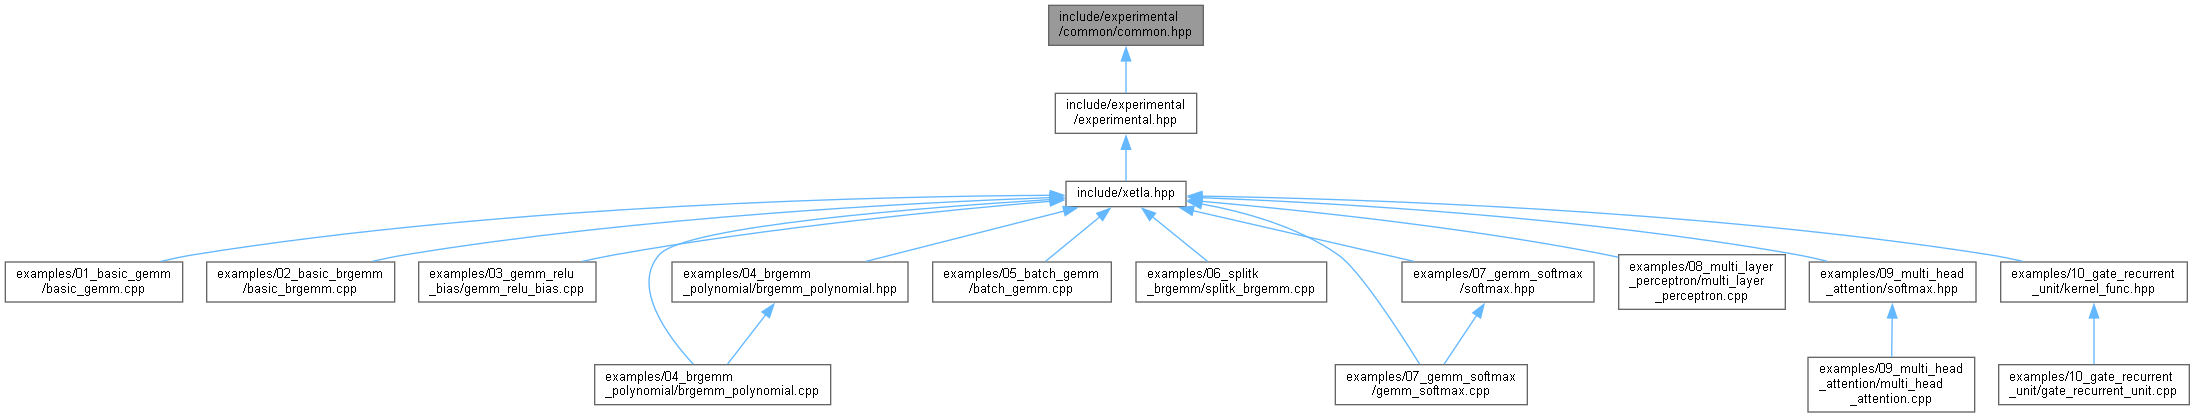 include/experimental
/common/common.hpp
include/experimental
/experimental.hpp
include/xetla.hpp
examples/01_basic_gemm
/basic_gemm.cpp
examples/02_basic_brgemm
/basic_brgemm.cpp
examples/03_gemm_relu
_bias/gemm_relu_bias.cpp
examples/04_brgemm
_polynomial/brgemm_polynomial.hpp
examples/05_batch_gemm
/batch_gemm.cpp
examples/06_splitk
_brgemm/splitk_brgemm.cpp
examples/07_gemm_softmax
/softmax.hpp
examples/08_multi_layer
_perceptron/multi_layer
_perceptron.cpp
examples/09_multi_head
_attention/softmax.hpp
examples/10_gate_recurrent
_unit/kernel_func.hpp
examples/04_brgemm
_polynomial/brgemm_polynomial.cpp
examples/07_gemm_softmax
/gemm_softmax.cpp
examples/09_multi_head
_attention/multi_head
_attention.cpp
examples/10_gate_recurrent
_unit/gate_recurrent_unit.cpp